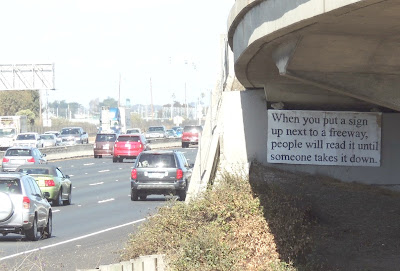 When you put a sign
up next to a freeway,
people will read it until
someone takes it down.